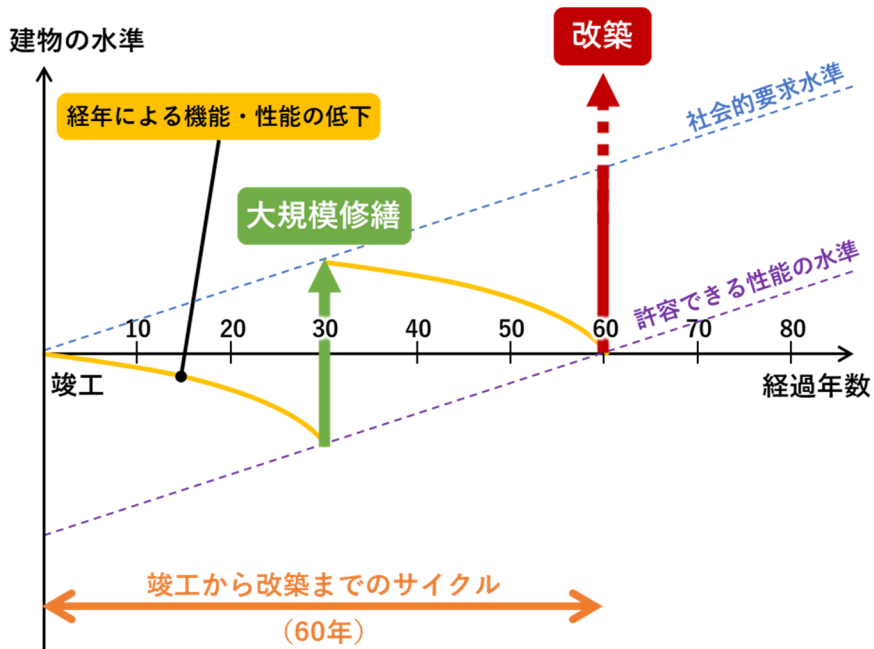 建物の水準
改築
社会的要求水準
経年による機能・性能の低下
大規模修繕
許容できる性能の水準
10 20 30 40 50 60 70 80
竣工
経過年数
竣工から改築までのサイクル
（60年）